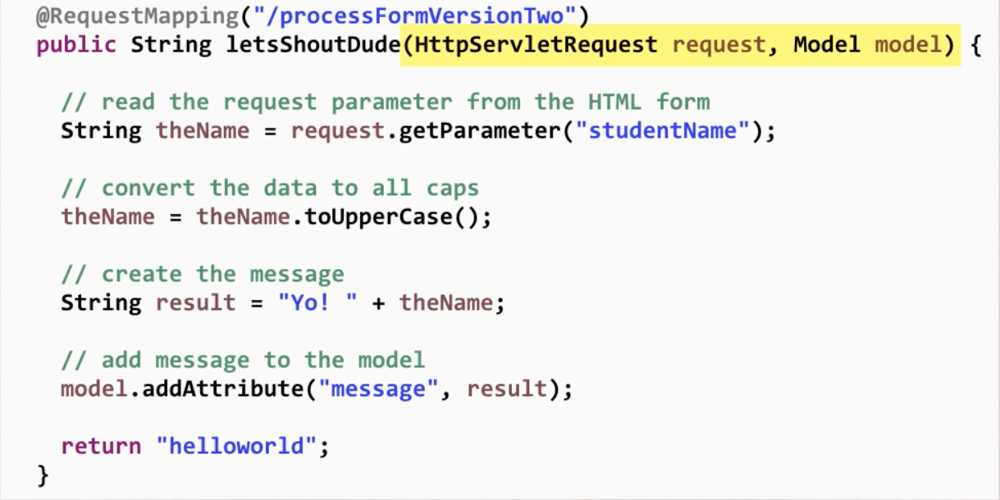 @RequestMapping("/processFormVersionTwo")
public String letsShoutDude(HttpServletRequest request, Model model) {
// read the request parameter from the HTML form
String theName = request.getParameter("studentName");
// convert the data to all caps
theName = theName.toUpperCase();
// create the message
String result = "Yo! " + theName;
// add message to the model
model.addAttribute("message", result);
return "helloworld";
}